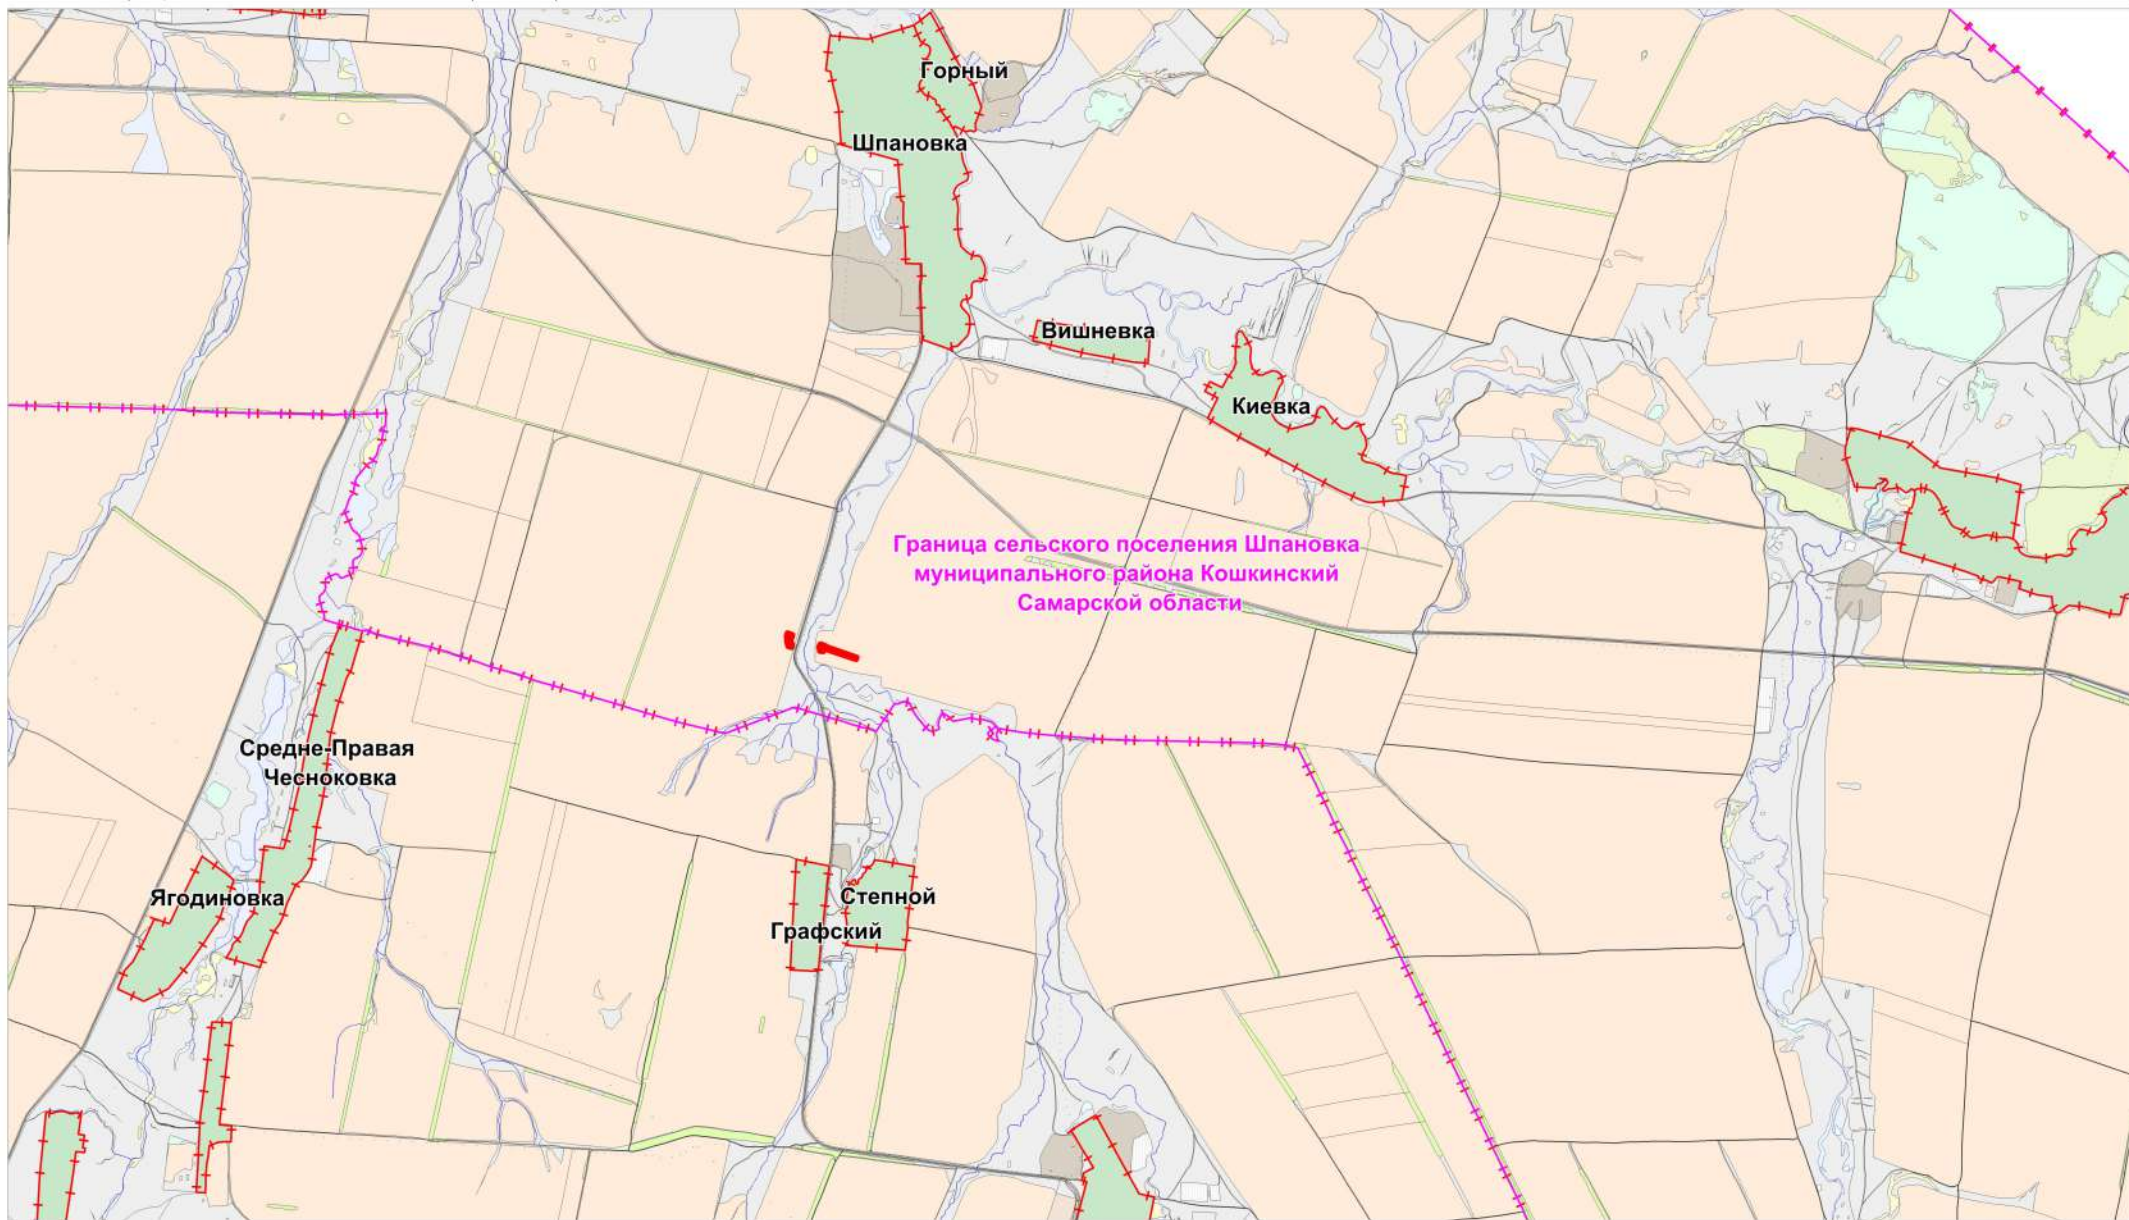 Горный
Шпановка
Вишневка
Киевка
Граница сельского поселения Шпановка
муниципального района Кошкинский
Самарской области
Средне-Правая
Чесноковка
Ягодиновка
Степной
Графский